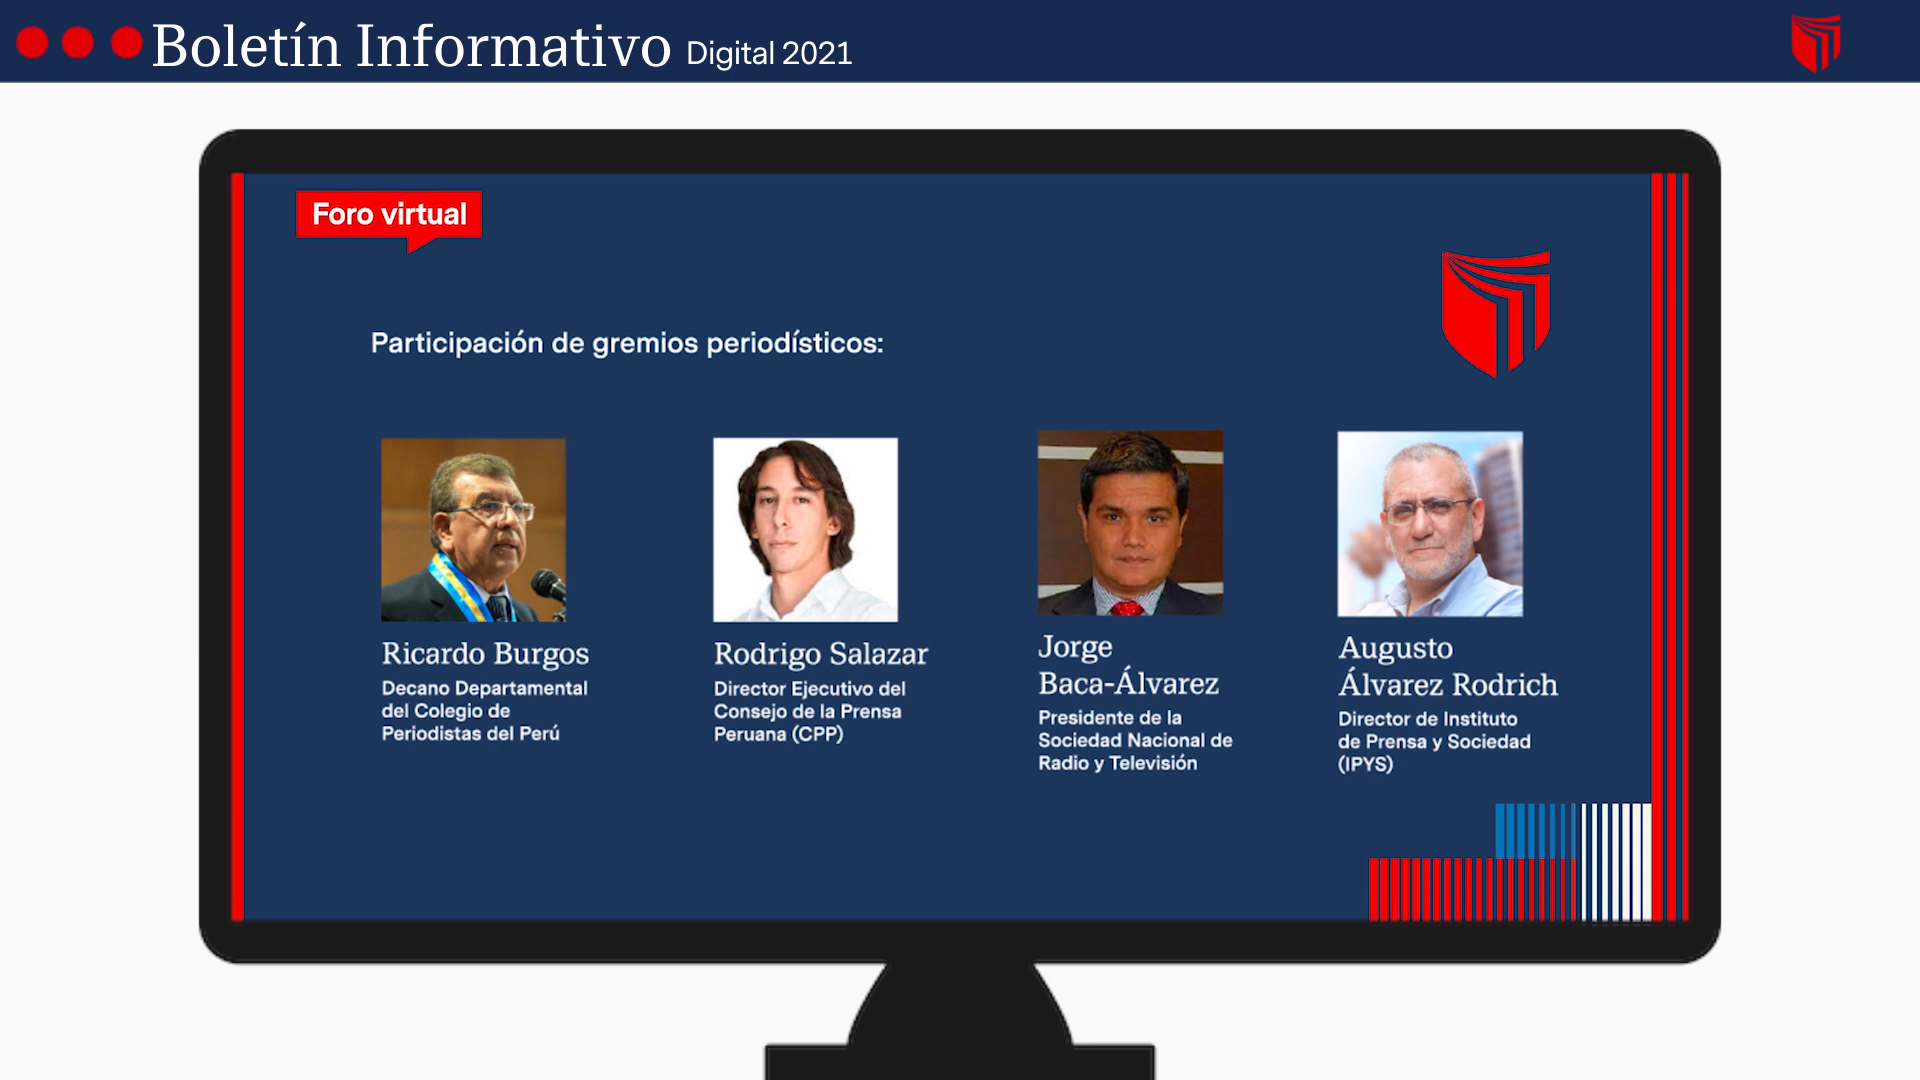 Boletín Informativo Digital 2021
Foro virtual
Participación de gremios periodísticos:
Ricardo Burgos
Decano Departamental
del Colegio de
Periodistas del Perú
Rodrigo Salazar
Director Ejecutivo del
Consejo de la Prensa
Peruana (CPP)
Jorge
Baca-Álvarez
Presidente de la
Sociedad Nacional de
Radio y Televisión
Augusto
Álvarez Rodrich
Director de Instituto
de Prensa y Sociedad
(IPYS)